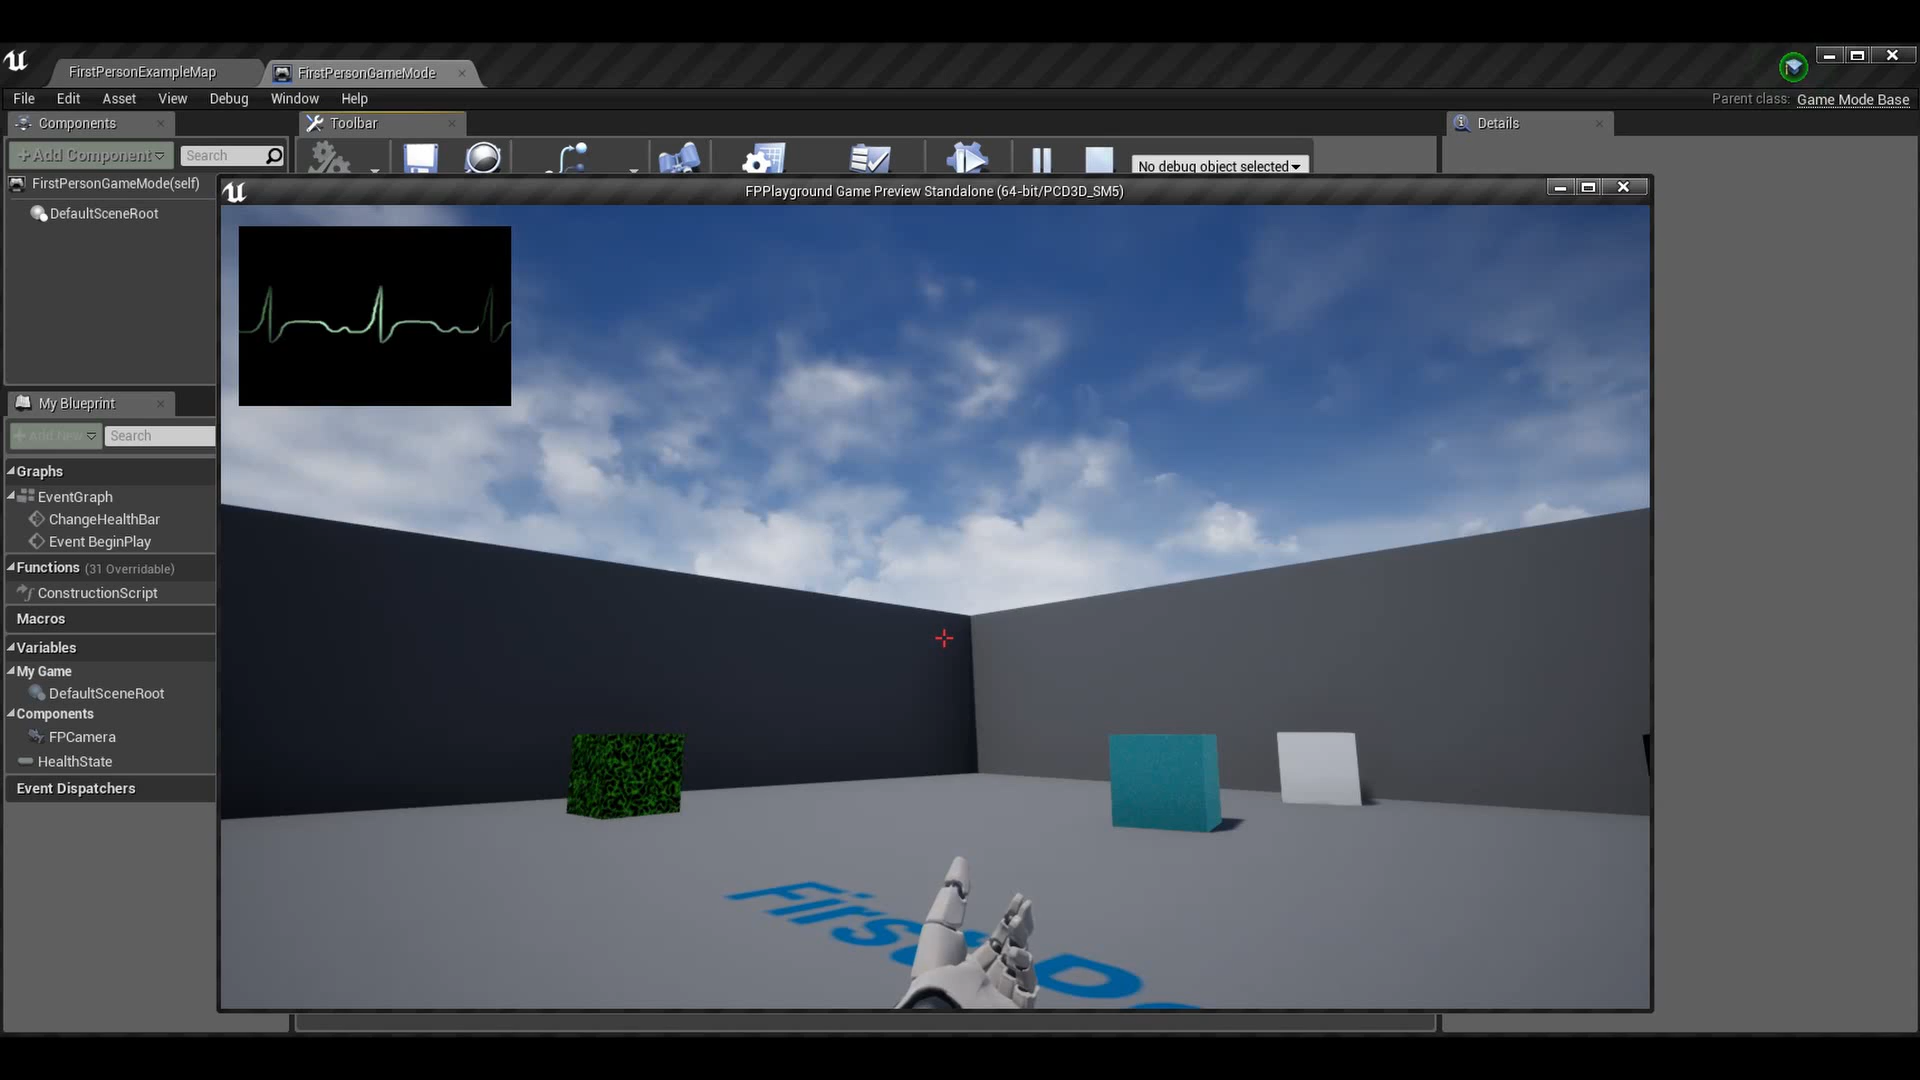 FirstPersonExampleMap
FirstPersonGameMode
File Edit Asset View Debug Window Help
Parent class: Game Mode Base
Components
Toolbar
Details
+Add Component
Search
No debug object selected
FirstPersonGameMode(self)
FPPlayground Game Preview Standalone (64-bit/PCD3D_SM5)
DefaultSceneRoot
My Blueprint
+Add New
Search
Graphs
EventGraph
ChangeHealthBar
Event BeginPlay
Functions (31 Overridable)
ConstructionScript
Macros
Variables
My Game
DefaultSceneRoot
Components
FPCamera
HealthState
Event Dispatchers